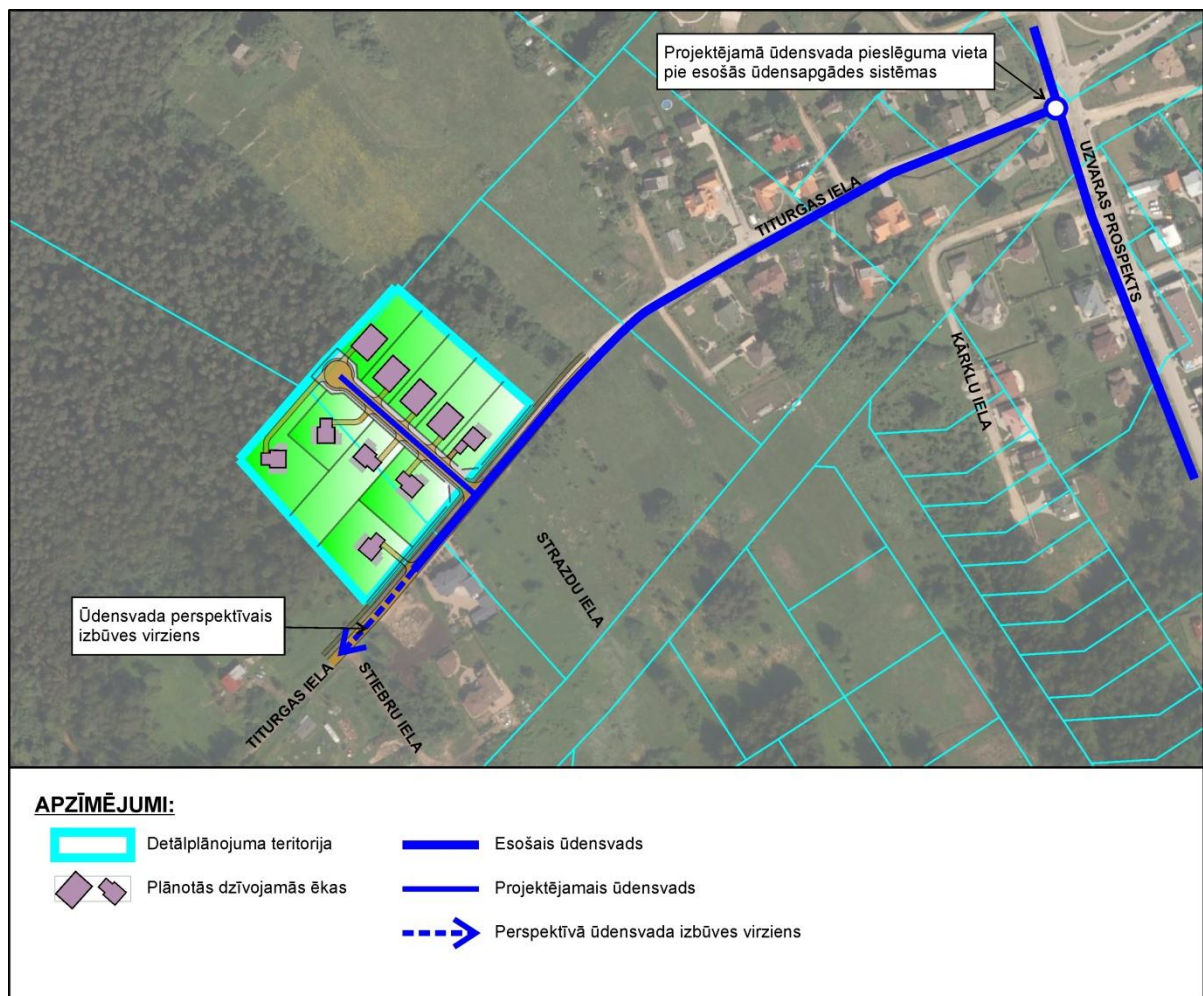 Projektējamā ūdensvada pieslēguma vieta
pie esošās ūdensapgādes sistēmas
TITURGAS IELA
UZVARAS PROSPEKTS
KĀRKLU IELA
STRAZDU IELA
Ūdensvada perspektīvais
izbūves virziens
TITURGAS IELA
STIEBRU IELA
APZĪMĒJUMI:
Detālplānojuma teritorija
Esošais ūdensvads
Plānotās dzīvojamās ēkas
Projektējamais ūdensvads
Perspektīvā ūdensvada izbūves virziens